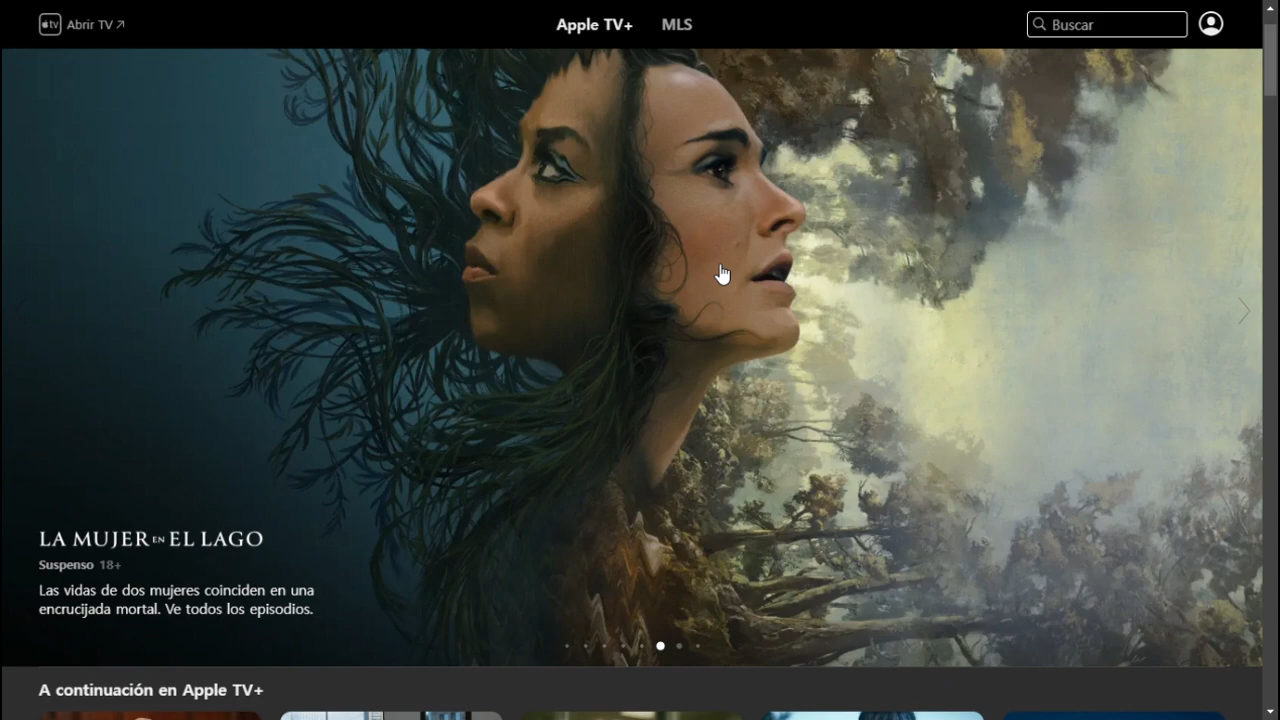 tv Abrir TV ↗
Apple TV+
MLS
Buscar
LA MUJER EN EL LAGO
Suspenso 18+
Las vidas de dos mujeres coinciden en una
encrucijada mortal. Ve todos los episodios.
A continuación en Apple TV+